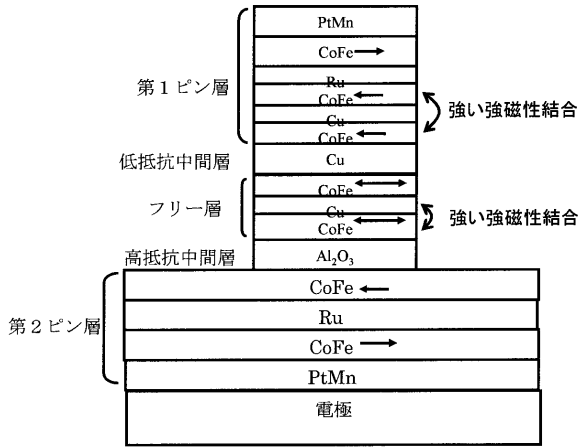 PtMn
CoFe
Ru
CoFe
Cu
CoFe
第1ピン層
強い強磁性結合
低抵抗中間層
Cu
CoFe
Cu
CoFe
フリー層
強い強磁性結合
高抵抗中間層
Al₂O₃
CoFe
Ru
CoFe
PtMn
第2ピン層
電極